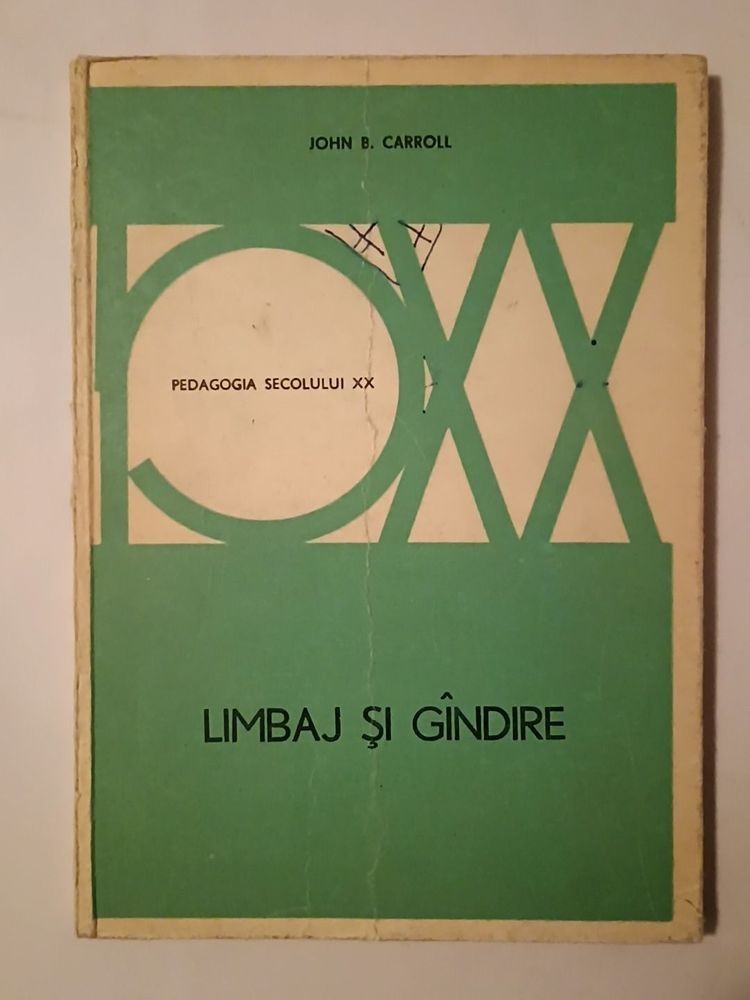 JOHN B. CARROLL
PEDAGOGIA SECOLULUI XX
LIMBAJ ŞI GÎNDIRE